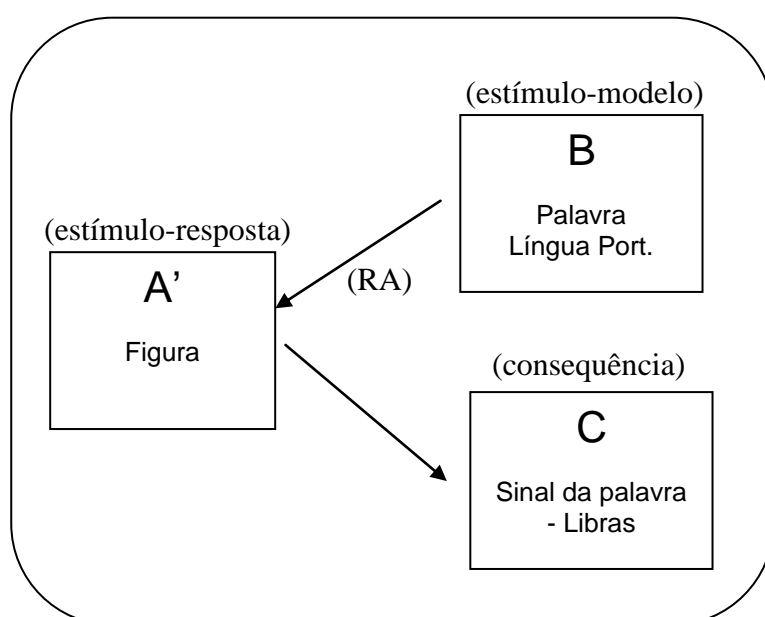 (estímulo-modelo)
B
Palavra
Língua Port.
(estímulo-resposta)
A’
Figura
(RA)
(consequência)
C
Sinal da palavra
- Libras